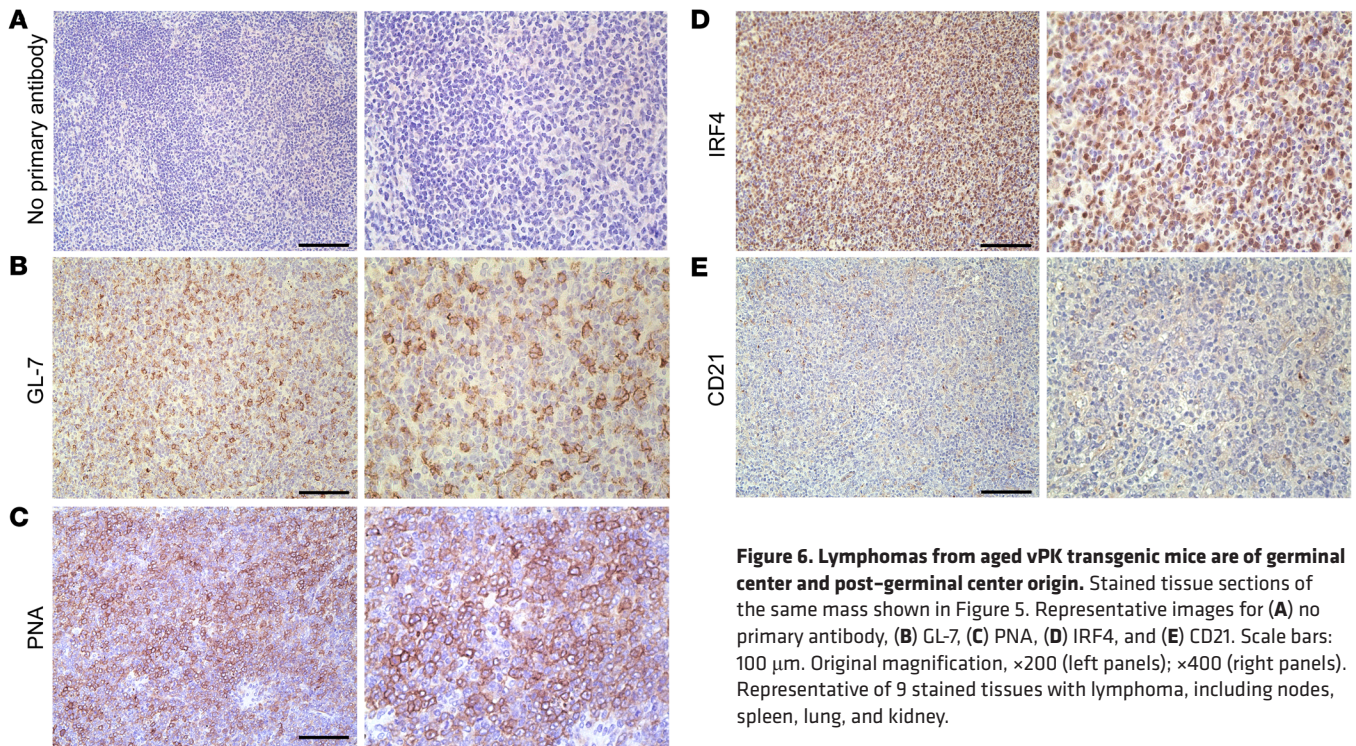 A
No primary antibody
B
GL-7
C
PNA
D
IRF4
E
CD21
Figure 6. Lymphomas from aged vPK transgenic mice are of germinal
center and post–germinal center origin. Stained tissue sections of
the same mass shown in Figure 5. Representative images for (A) no
primary antibody, (B) GL-7, (C) PNA, (D) IRF4, and (E) CD21. Scale bars:
100 μm. Original magnification, ×200 (left panels); ×400 (right panels).
Representative of 9 stained tissues with lymphoma, including nodes,
spleen, lung, and kidney.